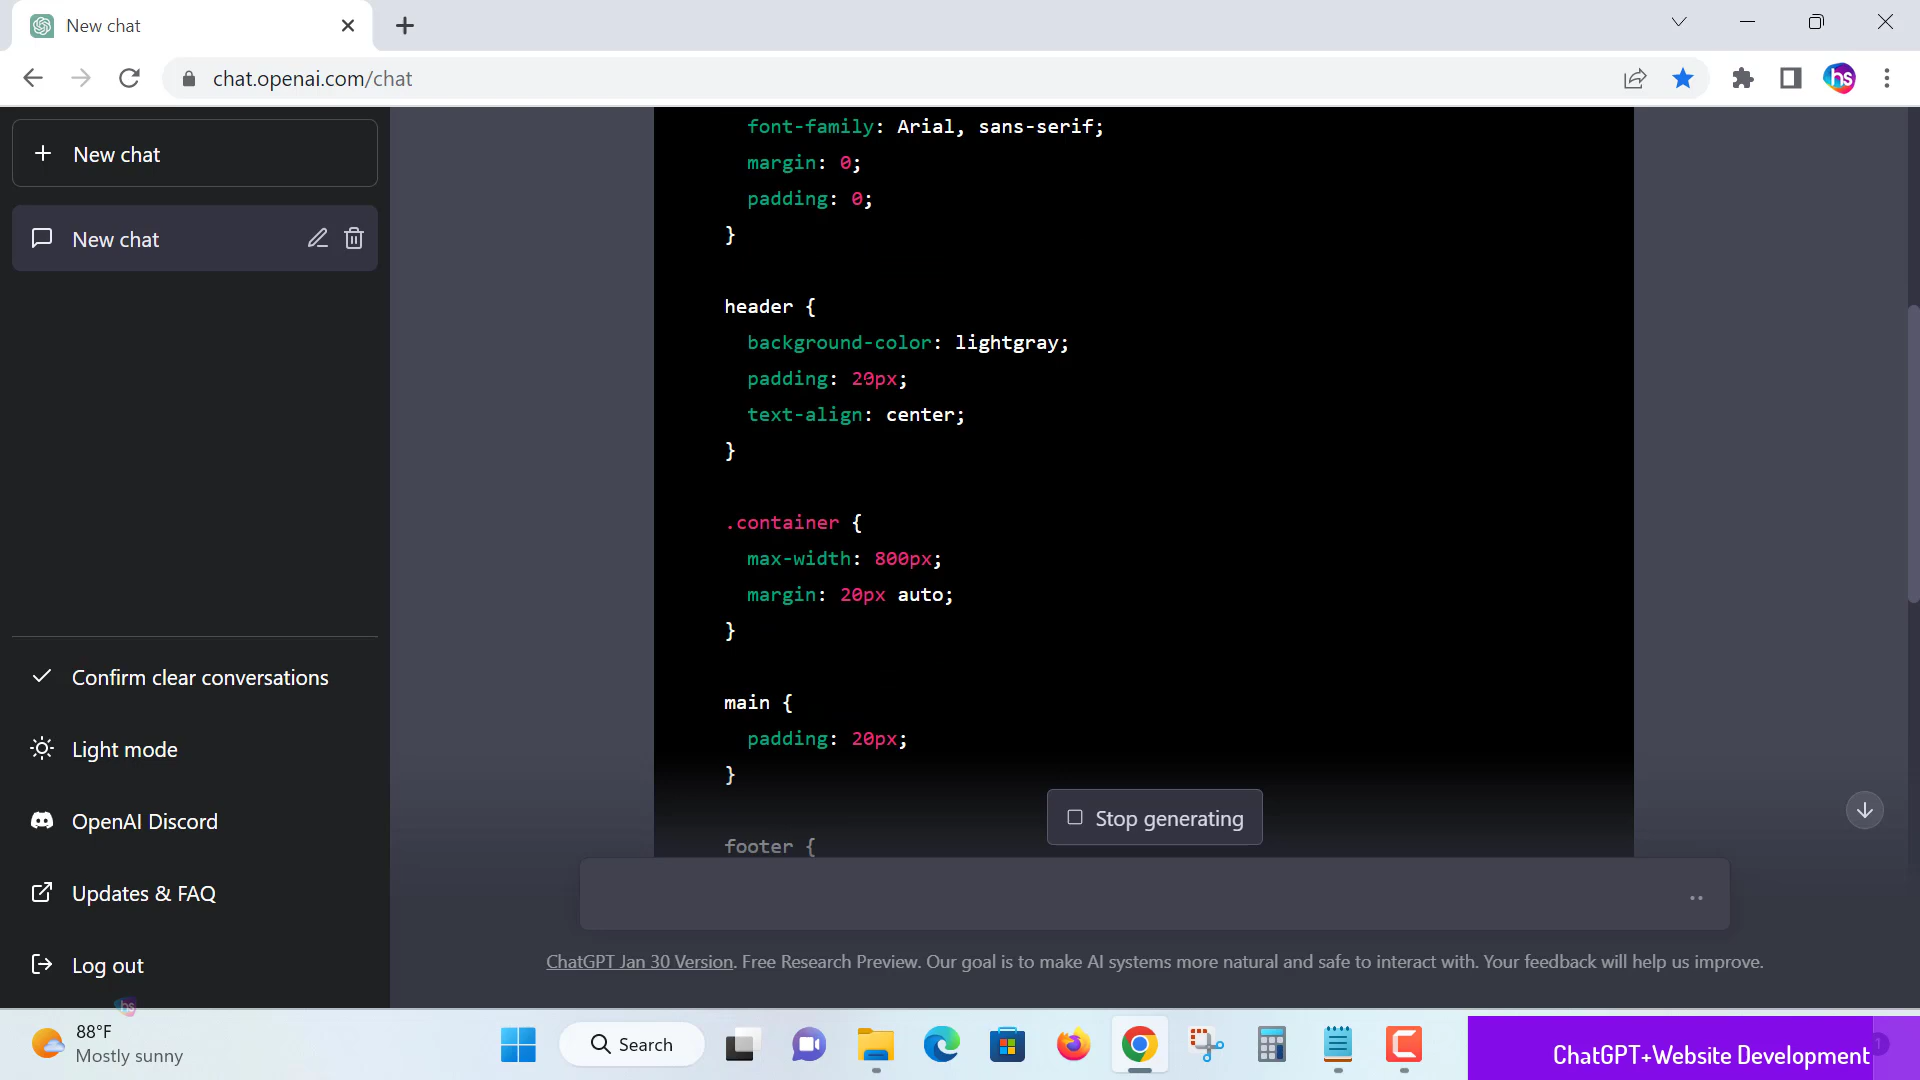 New chat
chat.openai.com/chat
hs
New chat
New chat
Confirm clear conversations
Light mode
OpenAI Discord
Updates & FAQ
Log out
font-family: Arial, sans-serif;
margin: 0;
padding: 0;
}
header {
background-color: lightgray;
padding: 20px;
text-align: center;
}
.container {
max-width: 800px;
margin: 20px auto;
}
main {
padding: 20px;
}
footer {
Stop generating
ChatGPT Jan 30 Version. Free Research Preview. Our goal is to make AI systems more natural and safe to interact with. Your feedback will help us improve.
hs
88°F
Mostly sunny
Search
ChatGPT+Website Development
1